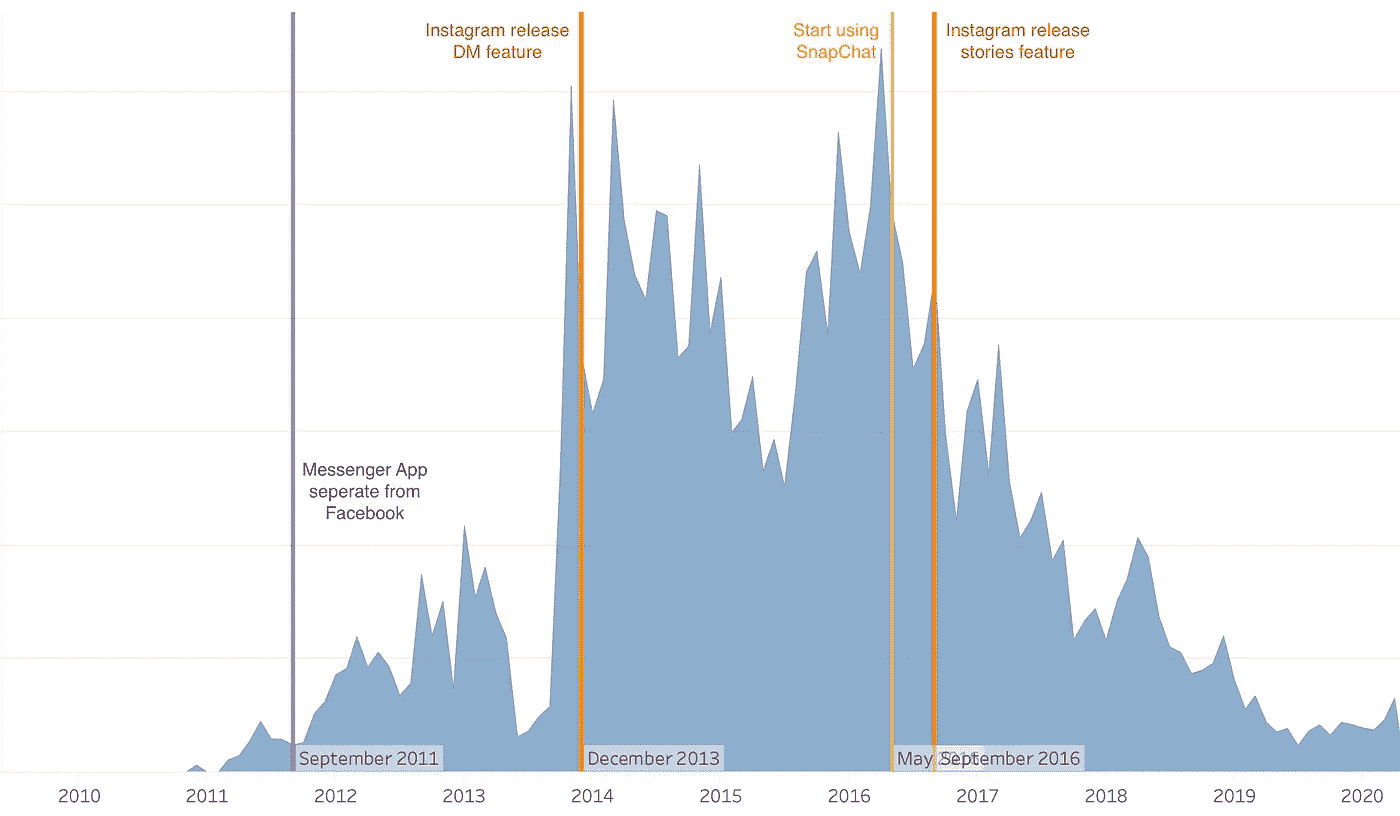 Instagram release
DM feature
Start using
SnapChat
Instagram release
stories feature
Messenger App
seperate from
Facebook
September 2011
December 2013
May
September 2016
2010
2011
2012
2013
2014
2015
2016
2017
2018
2019
2020